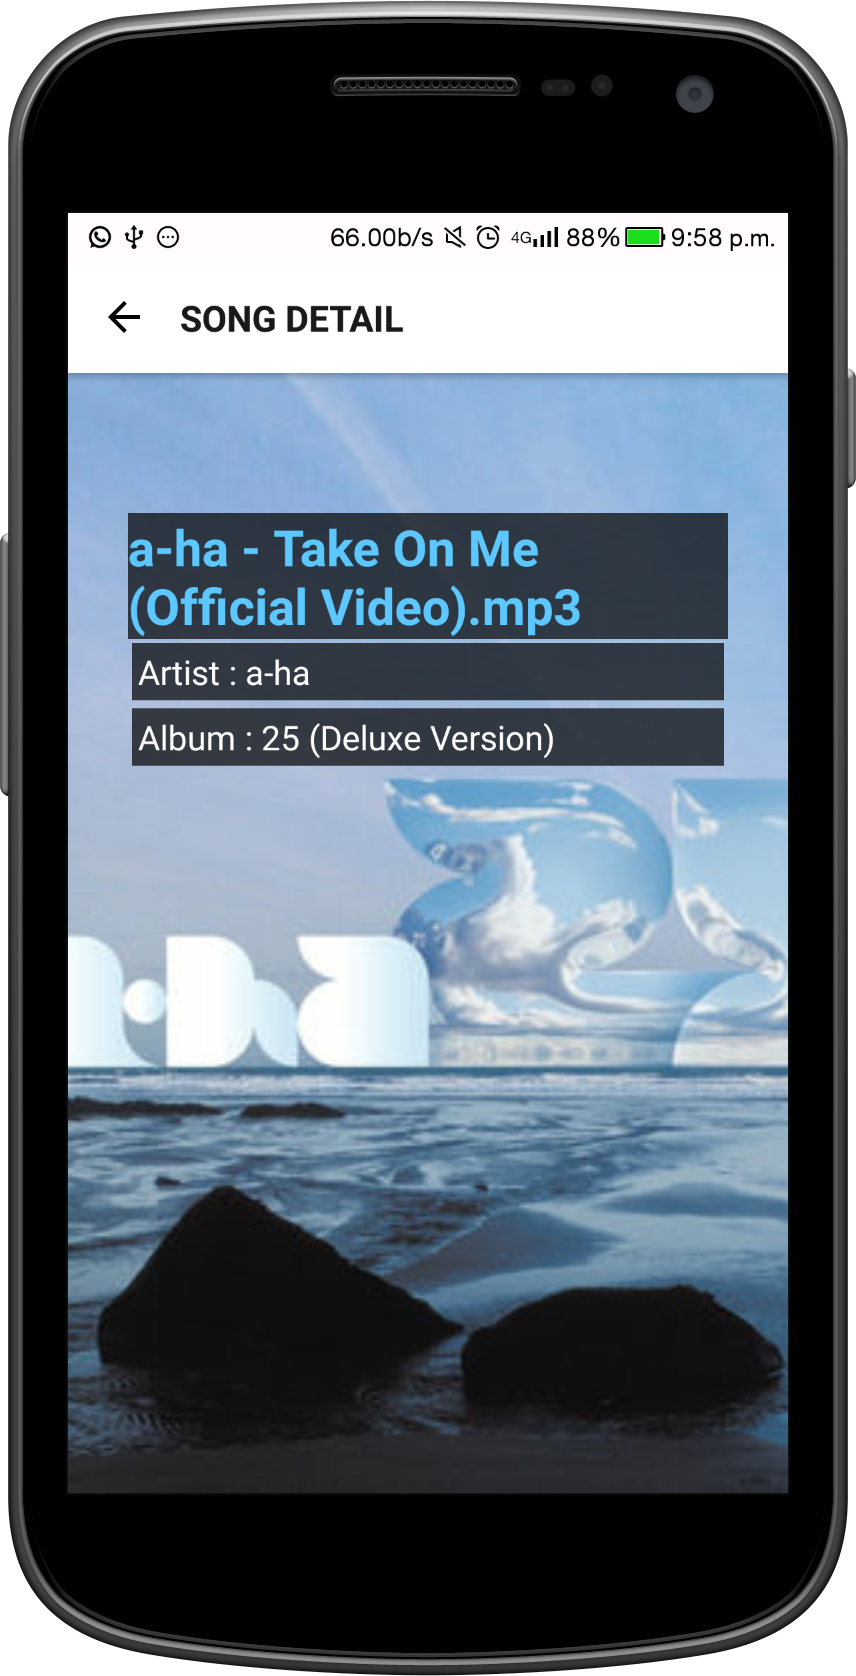 66.00b/s 4G 88% 9:58 p.m.
SONG DETAIL
a-ha - Take On Me
(Official Video).mp3
Artist : a-ha
Album : 25 (Deluxe Version)
25
a-ha